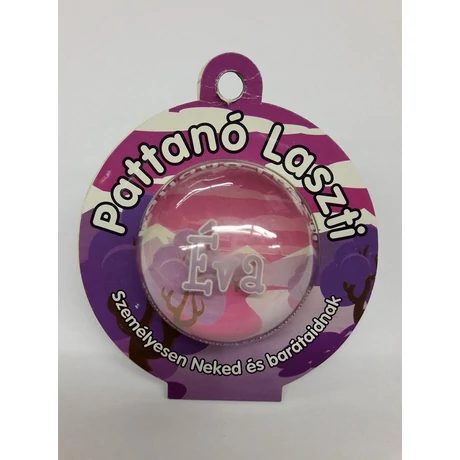 Pattanó Laszti
Éva
Személyesen Neked és barátaidnak